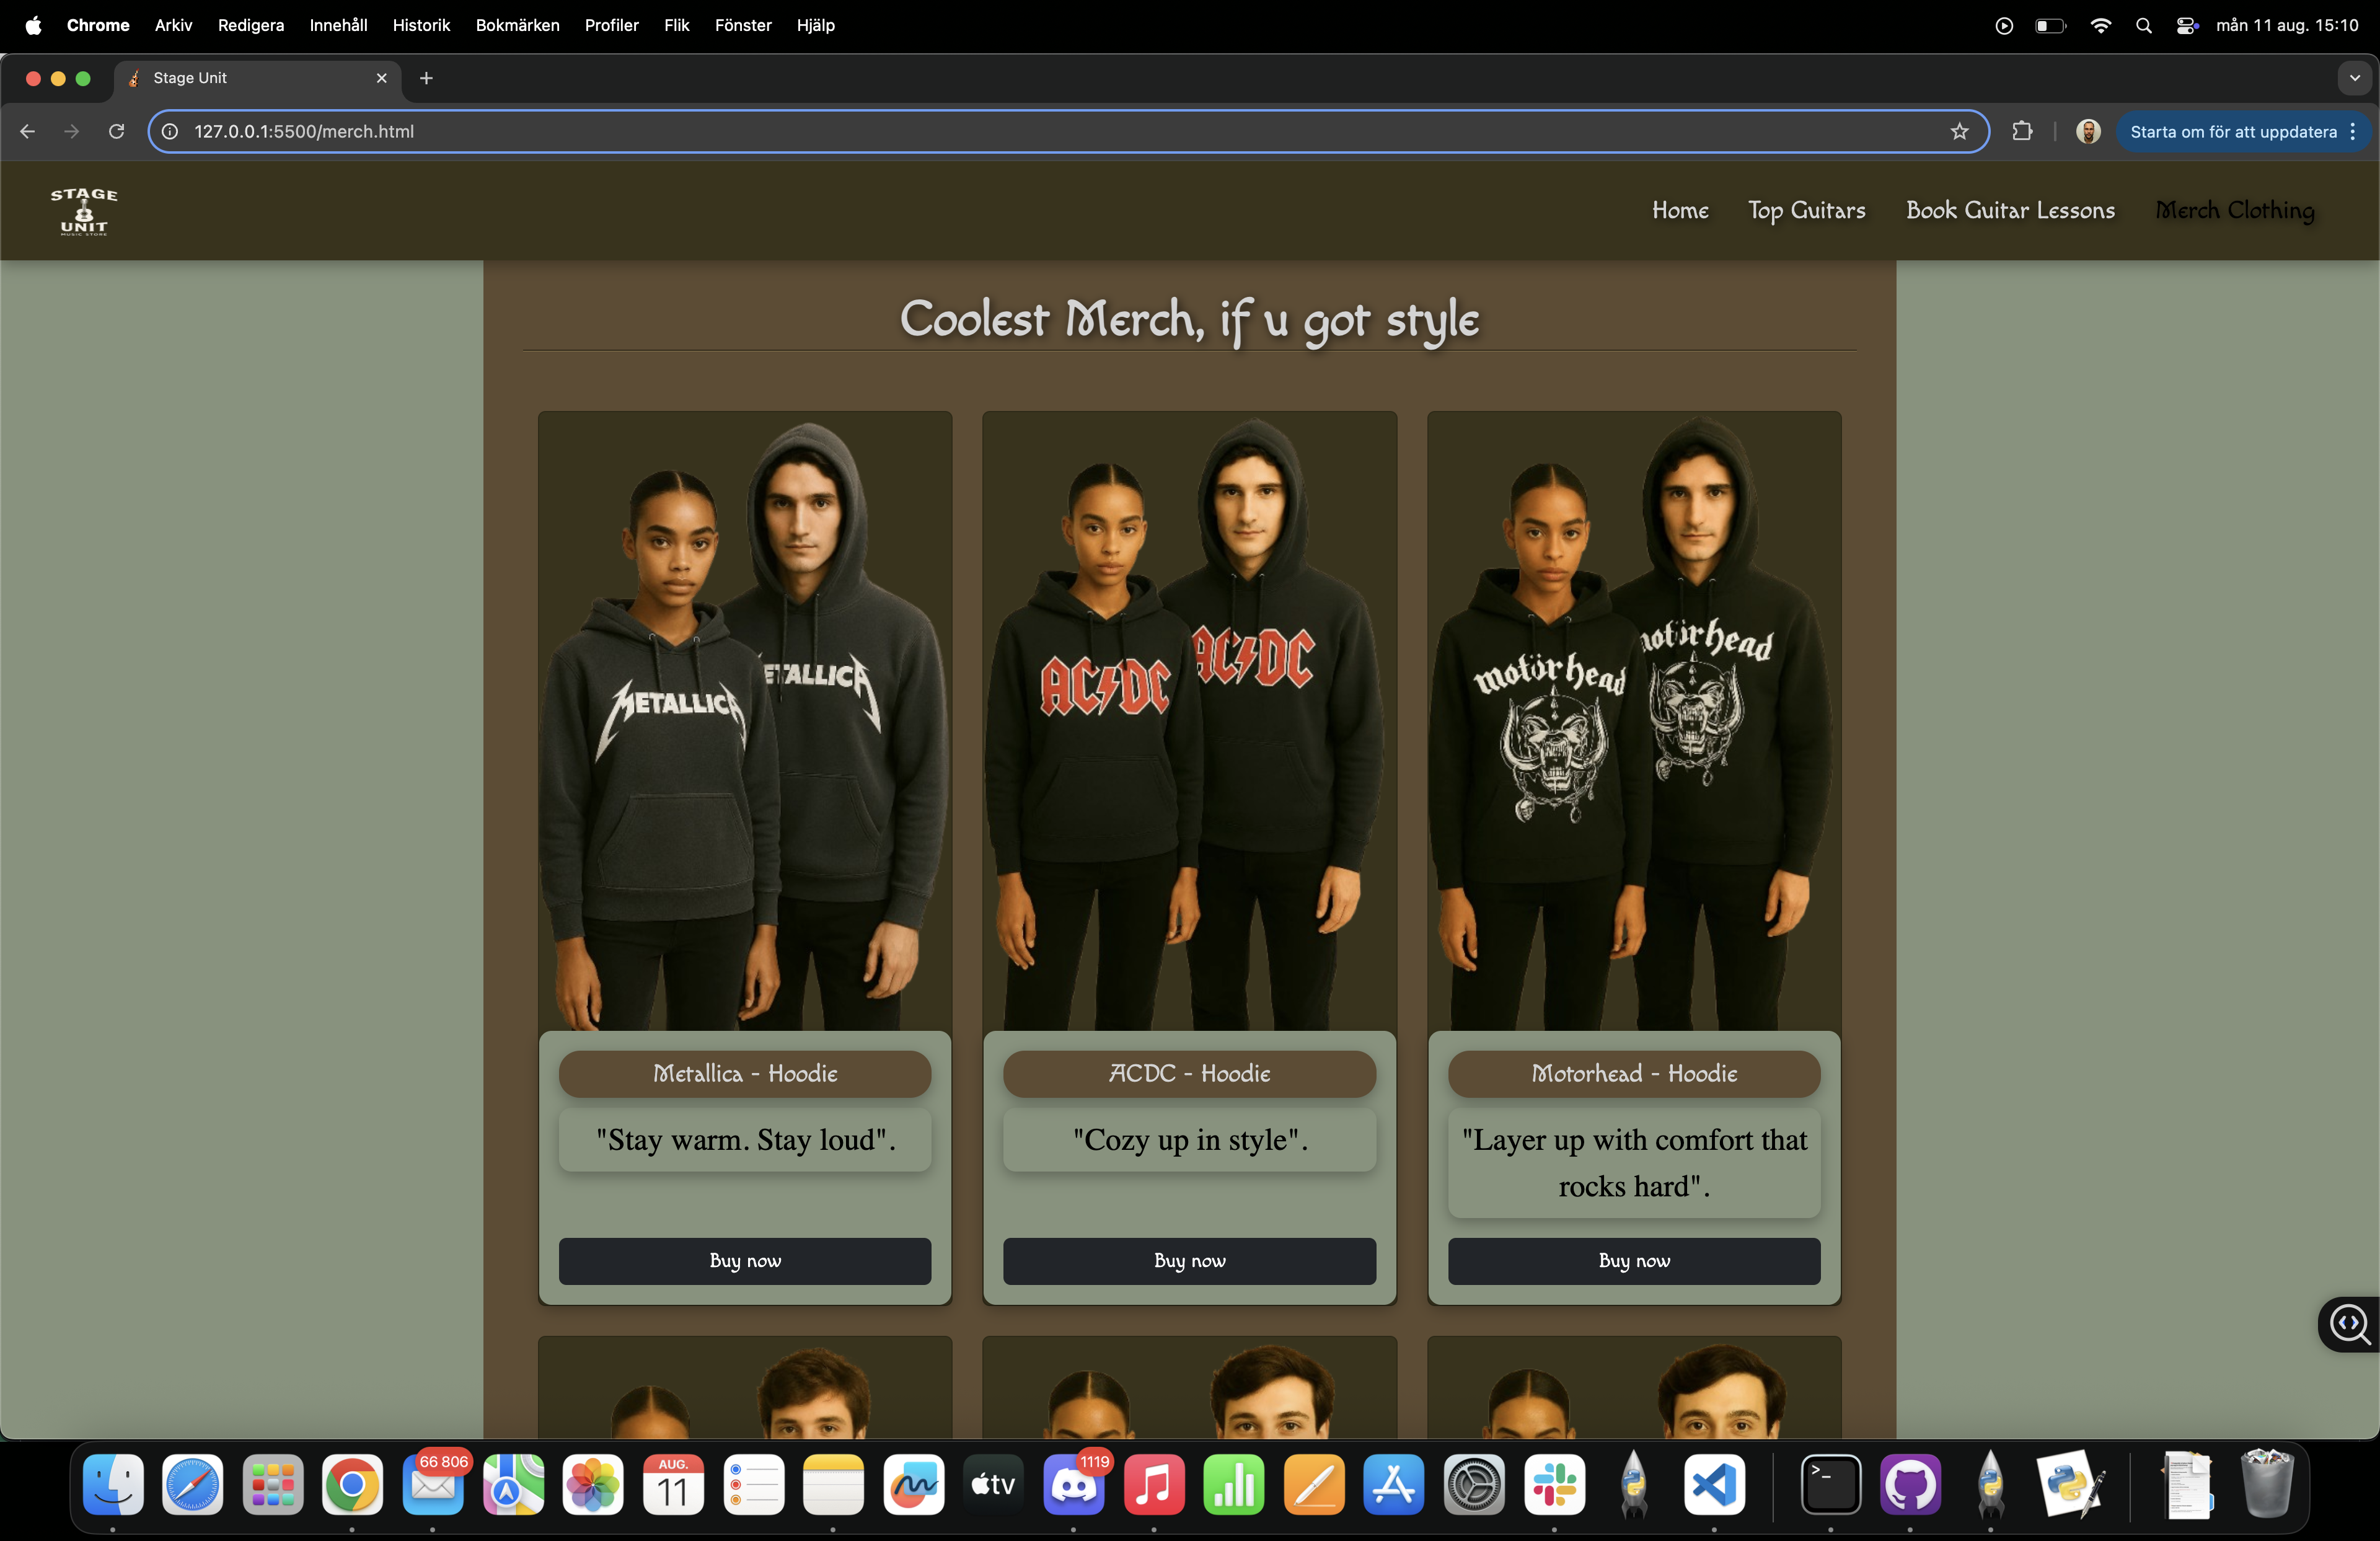 Chrome Arkiv Redigera Innehåll Historik Bokmärken Profiler Flik Fönster Hjälp mån 11 aug. 15:10
Stage Unit
127.0.0.1:5500/merch.html Starta om för att uppdatera
STAGE
UNIT
MUSIC STORE
Home Top Guitars Book Guitar Lessons Merch Clothing
Coolest Merch, if u got style
METALLICA
ETALLICA
AC DC
AC DC
motörhead
motörhead
Metallica - Hoodie
"Stay warm. Stay loud".
Buy now
ACDC - Hoodie
"Cozy up in style".
Buy now
Motorhead - Hoodie
"Layer up with comfort that
rocks hard".
Buy now
66 806
AUG.
11
tv
1119
>_